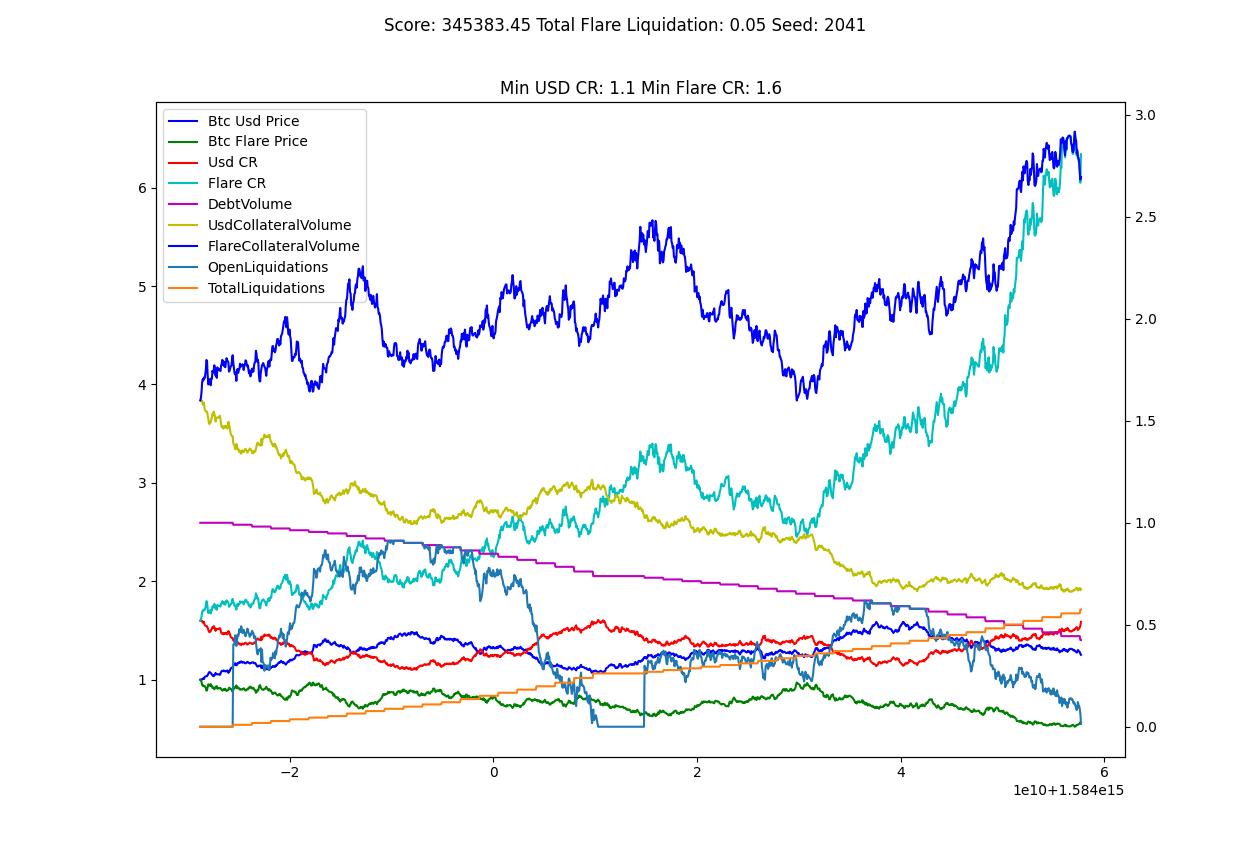 Score: 345383.45 Total Flare Liquidation: 0.05 Seed: 2041
Min USD CR: 1.1 Min Flare CR: 1.6
Btc Usd Price
Btc Flare Price
Usd CR
Flare CR
DebtVolume
UsdCollateralVolume
FlareCollateralVolume
OpenLiquidations
TotalLiquidations
6
5
4
3
2
1
3.0
2.5
2.0
1.5
1.0
0.5
0.0
−2 0 2 4 6
1e10+1.584e15